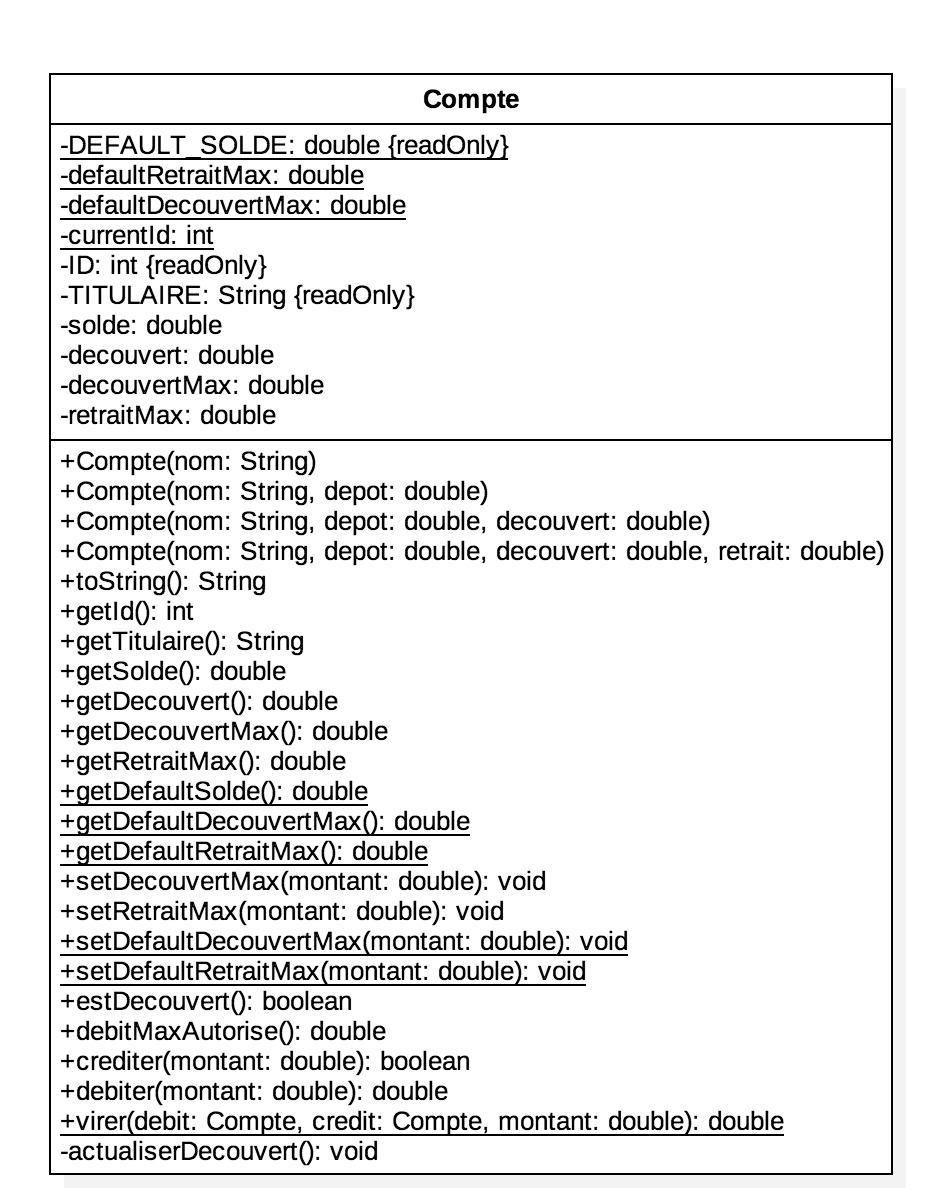 Compte
-DEFAULT_SOLDE: double {readOnly}
-defaultRetraitMax: double
-defaultDecouvertMax: double
-currentId: int
-ID: int {readOnly}
-TITULAIRE: String {readOnly}
-solde: double
-decouvert: double
-decouvertMax: double
-retraitMax: double
+Compte(nom: String)
+Compte(nom: String, depot: double)
+Compte(nom: String, depot: double, decouvert: double)
+Compte(nom: String, depot: double, decouvert: double, retrait: double)
+toString(): String
+getId(): int
+getTitulaire(): String
+getSolde(): double
+getDecouvert(): double
+getDecouvertMax(): double
+getRetraitMax(): double
+getDefaultSolde(): double
+getDefaultDecouvertMax(): double
+getDefaultRetraitMax(): double
+setDecouvertMax(montant: double): void
+setRetraitMax(montant: double): void
+setDefaultDecouvertMax(montant: double): void
+setDefaultRetraitMax(montant: double): void
+estDecouvert(): boolean
+debitMaxAutorise(): double
+crediter(montant: double): boolean
+debiter(montant: double): double
+virer(debit: Compte, credit: Compte, montant: double): double
-actualiserDecouvert(): void